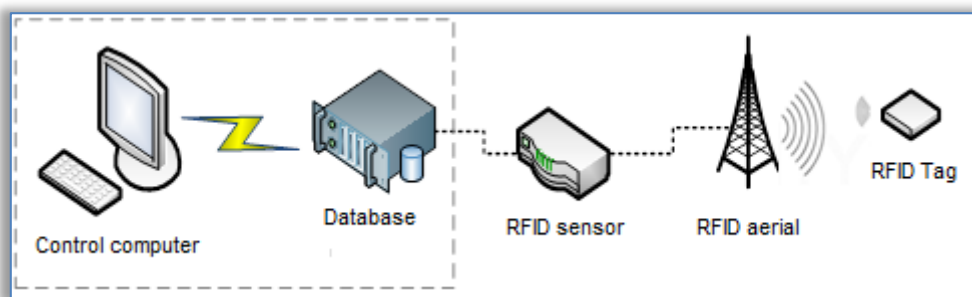 Control computer
Database
RFID sensor
RFID aerial
RFID Tag